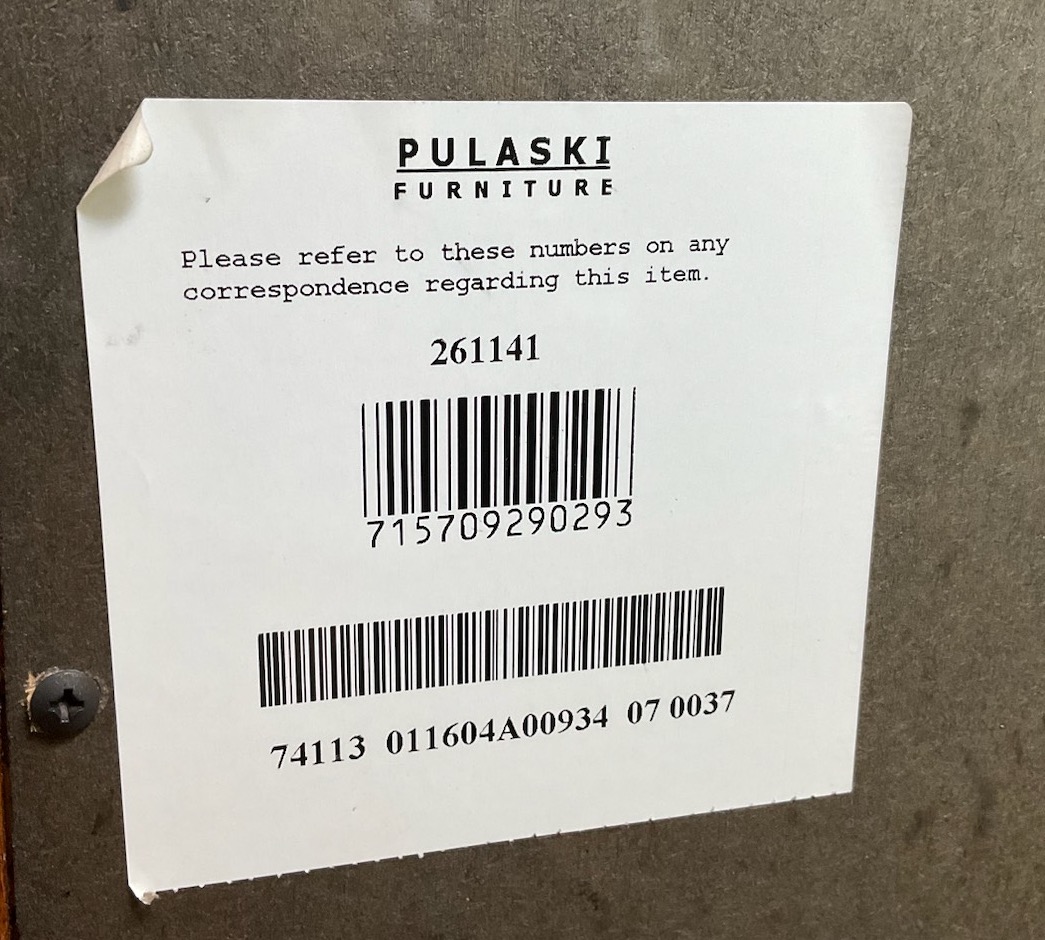 PULASKI
FURNITURE
Please refer to these numbers on any
correspondence regarding this item.
261141
715709290293
74113 011604A00934 07 0037